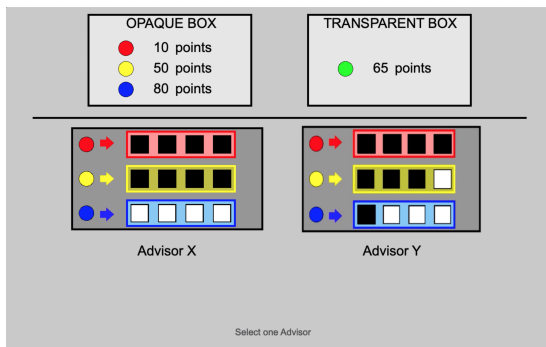 OPAQUE BOX
10 points
50 points
80 points
TRANSPARENT BOX
65 points
Advisor X
Advisor Y
Select one Advisor